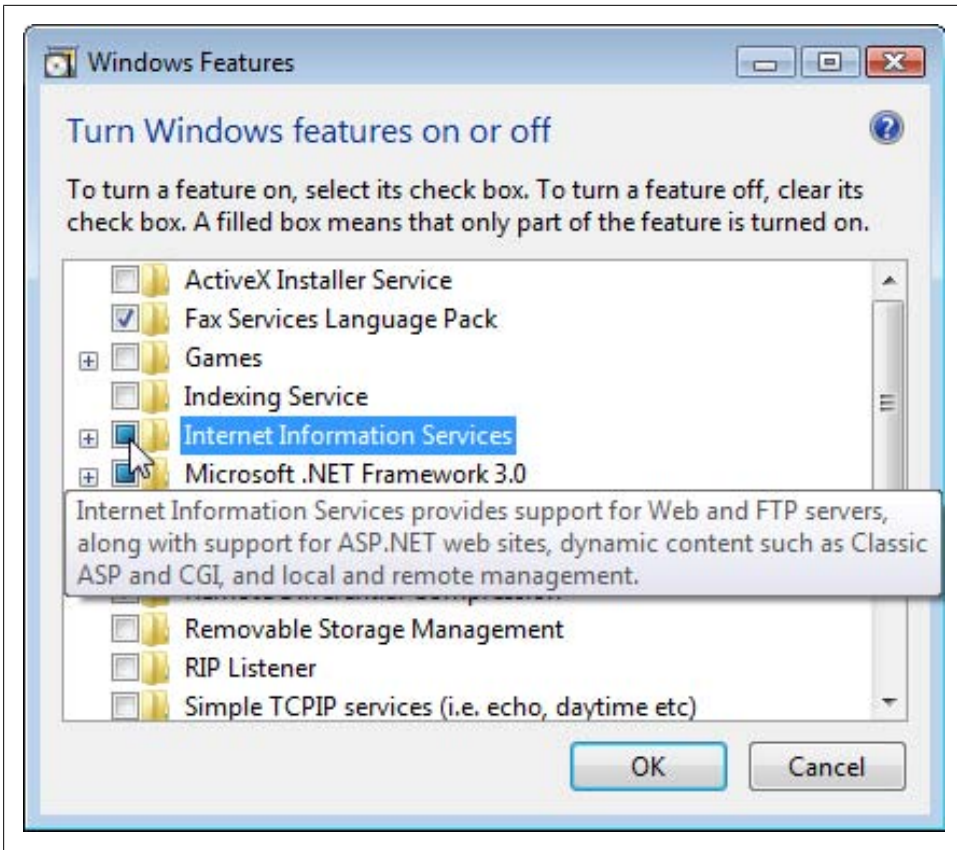 Windows Features
Turn Windows features on or off
To turn a feature on, select its check box. To turn a feature off, clear its
check box. A filled box means that only part of the feature is turned on.
ActiveX Installer Service
Fax Services Language Pack
Games
Indexing Service
Internet Information Services
Microsoft .NET Framework 3.0
Internet Information Services provides support for Web and FTP servers,
along with support for ASP.NET web sites, dynamic content such as Classic
ASP and CGI, and local and remote management.
Removable Storage Management
RIP Listener
Simple TCPIP services (i.e. echo, daytime etc)
OK Cancel